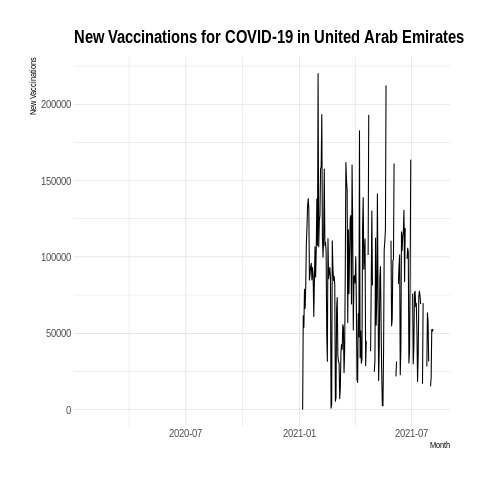 New Vaccinations for COVID-19 in United Arab Emirates
New Vaccinations
200000
150000
100000
50000
0
2020-07
2021-01
2021-07
Month